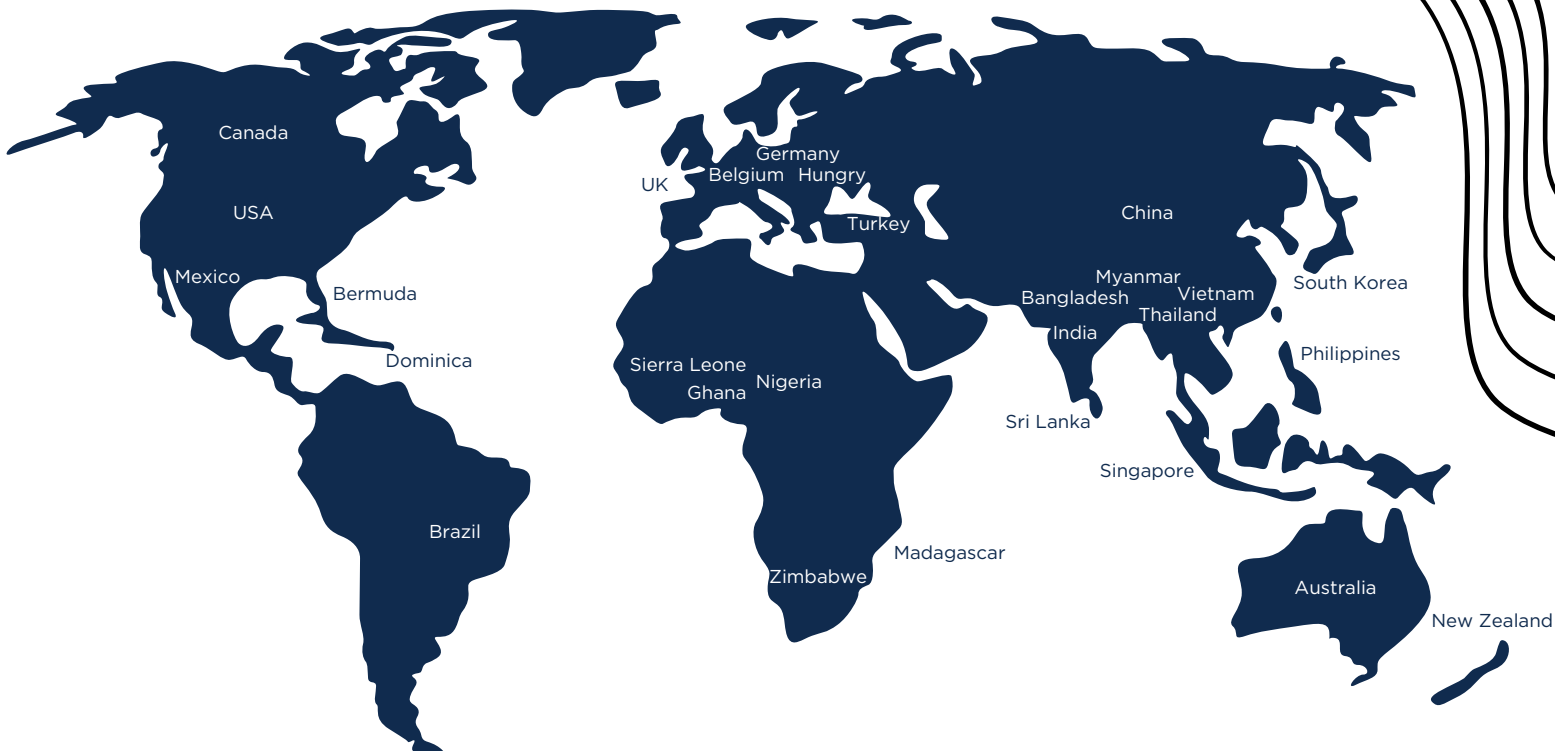 Canada
USA
Mexico
Bermuda
Dominica
Brazil
UK
Germany
Belgium Hungry
Turkey
Sierra Leone
Ghana
Nigeria
Zimbabwe
Madagascar
China
Myanmar
Bangladesh
Vietnam
Thailand
India
Sri Lanka
Singapore
South Korea
Philippines
Australia
New Zealand